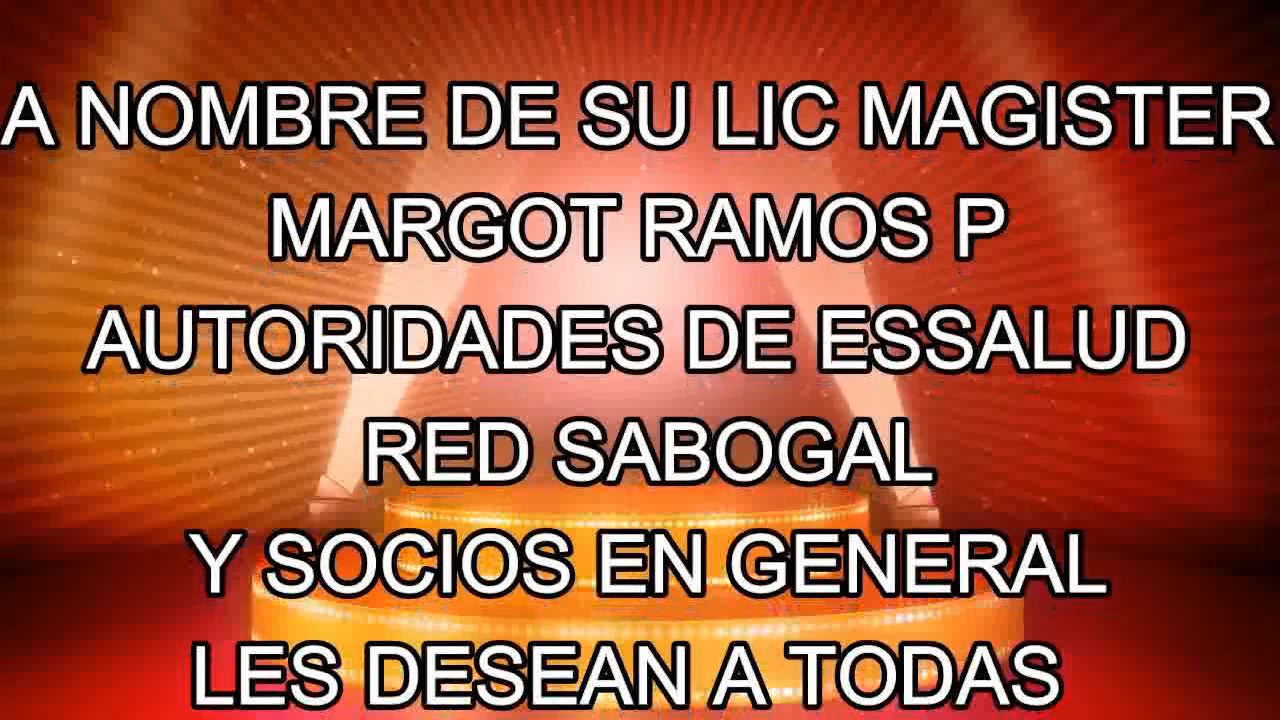 A NOMBRE DE SU LIC MAGISTER
MARGOT RAMOS P
AUTORIDADES DE ESSALUD
RED SABOGAL
Y SOCIOS EN GENERAL
LES DESEAN A TODAS